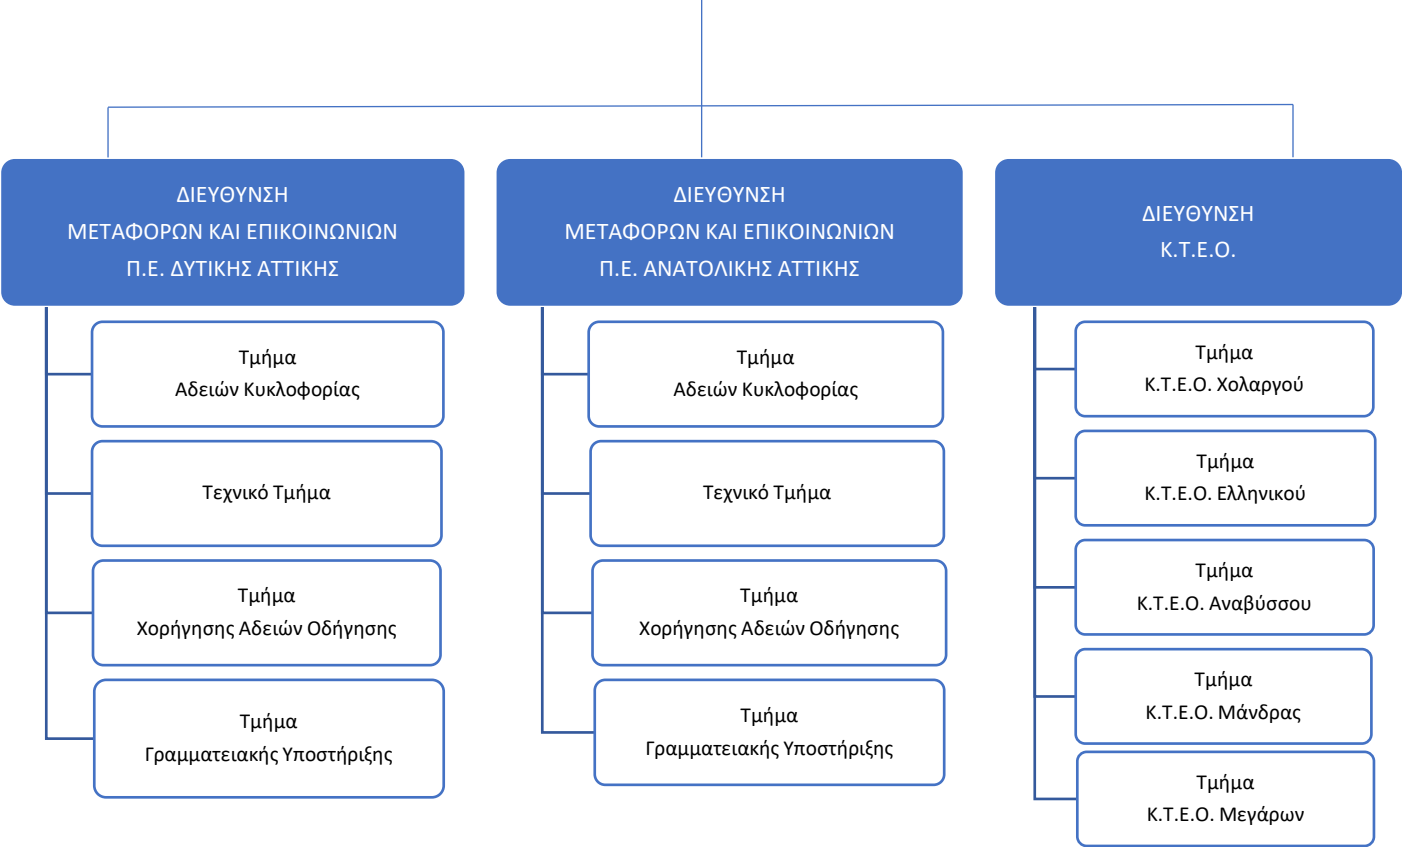 ΔΙΕΥΘΥΝΣΗ
ΜΕΤΑΦΟΡΩΝ ΚΑΙ ΕΠΙΚΟΙΝΩΝΙΩΝ
Π.Ε. ΔΥΤΙΚΗΣ ΑΤΤΙΚΗΣ
Τμήμα
Αδειών Κυκλοφορίας
Τεχνικό Τμήμα
Τμήμα
Χορήγησης Αδειών Οδήγησης
Τμήμα
Γραμματειακής Υποστήριξης
ΔΙΕΥΘΥΝΣΗ
ΜΕΤΑΦΟΡΩΝ ΚΑΙ ΕΠΙΚΟΙΝΩΝΙΩΝ
Π.Ε. ΑΝΑΤΟΛΙΚΗΣ ΑΤΤΙΚΗΣ
Τμήμα
Αδειών Κυκλοφορίας
Τεχνικό Τμήμα
Τμήμα
Χορήγησης Αδειών Οδήγησης
Τμήμα
Γραμματειακής Υποστήριξης
ΔΙΕΥΘΥΝΣΗ
Κ.Τ.Ε.Ο.
Τμήμα
Κ.Τ.Ε.Ο. Χολαργού
Τμήμα
Κ.Τ.Ε.Ο. Ελληνικού
Τμήμα
Κ.Τ.Ε.Ο. Αναβύσσου
Τμήμα
Κ.Τ.Ε.Ο. Μάνδρας
Τμήμα
Κ.Τ.Ε.Ο. Μεγάρων